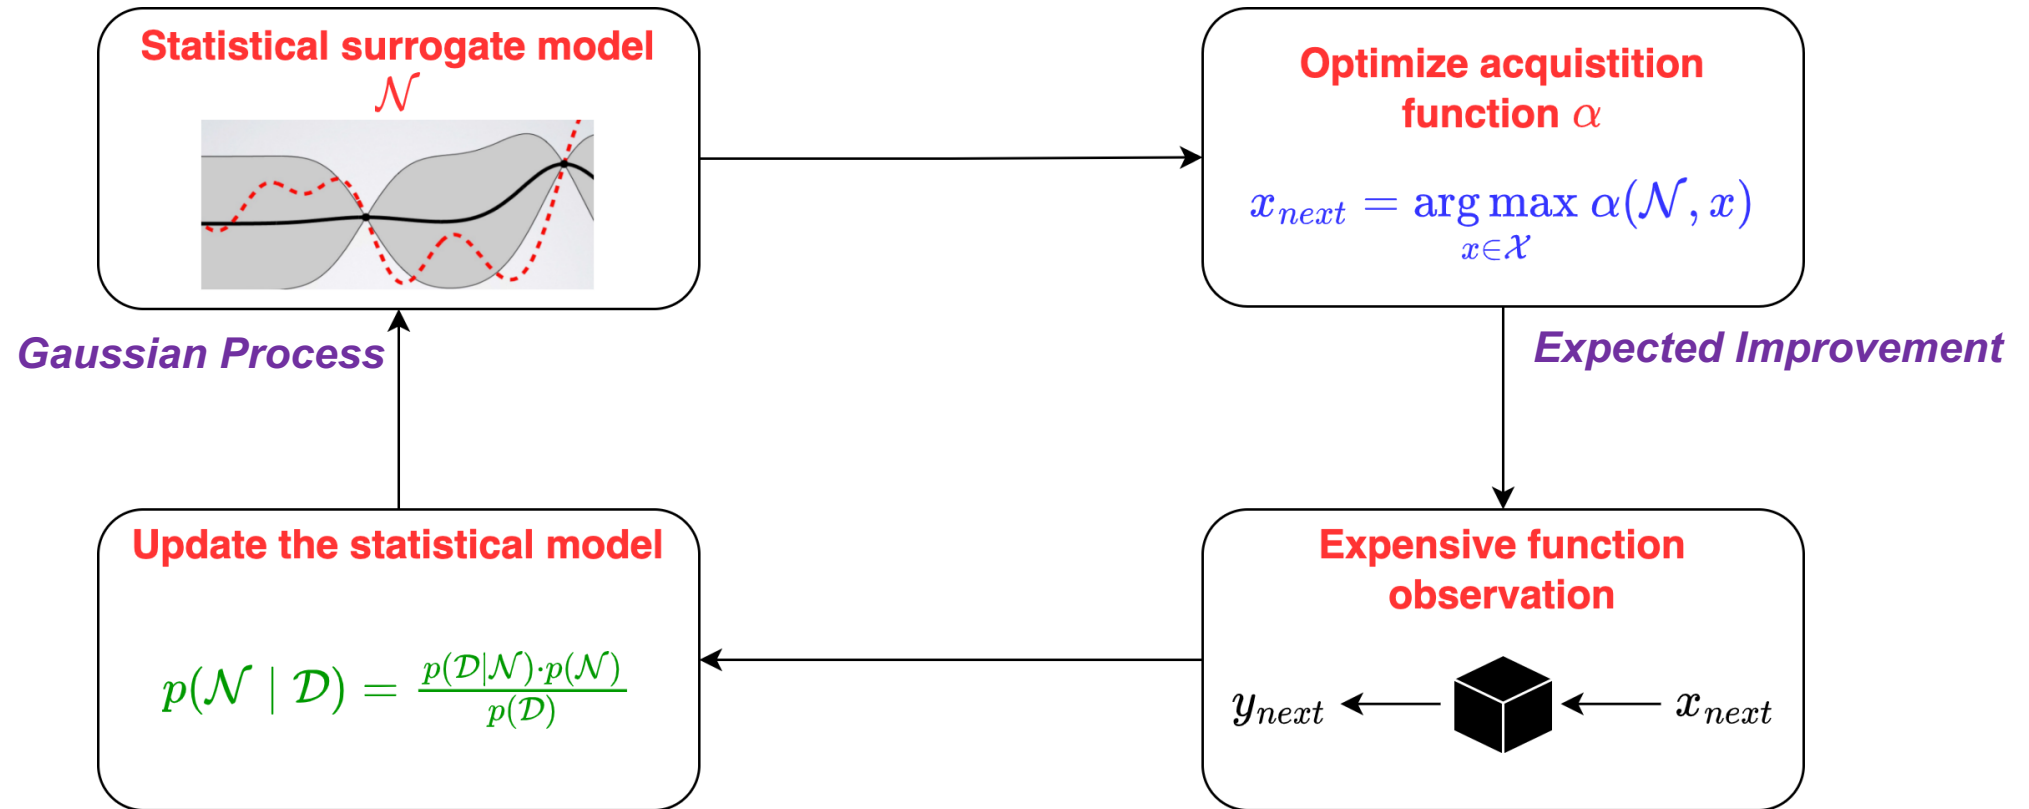 Statistical surrogate model
𝒩
Optimize acquistition
function α
x_next = arg max α(𝒩, x)
x∈𝒳
Gaussian Process
Expected Improvement
Update the statistical model
p(𝒩 | 𝒟) = p(𝒟|𝒩)·p(𝒩) / p(𝒟)
Expensive function
observation
y_next
x_next